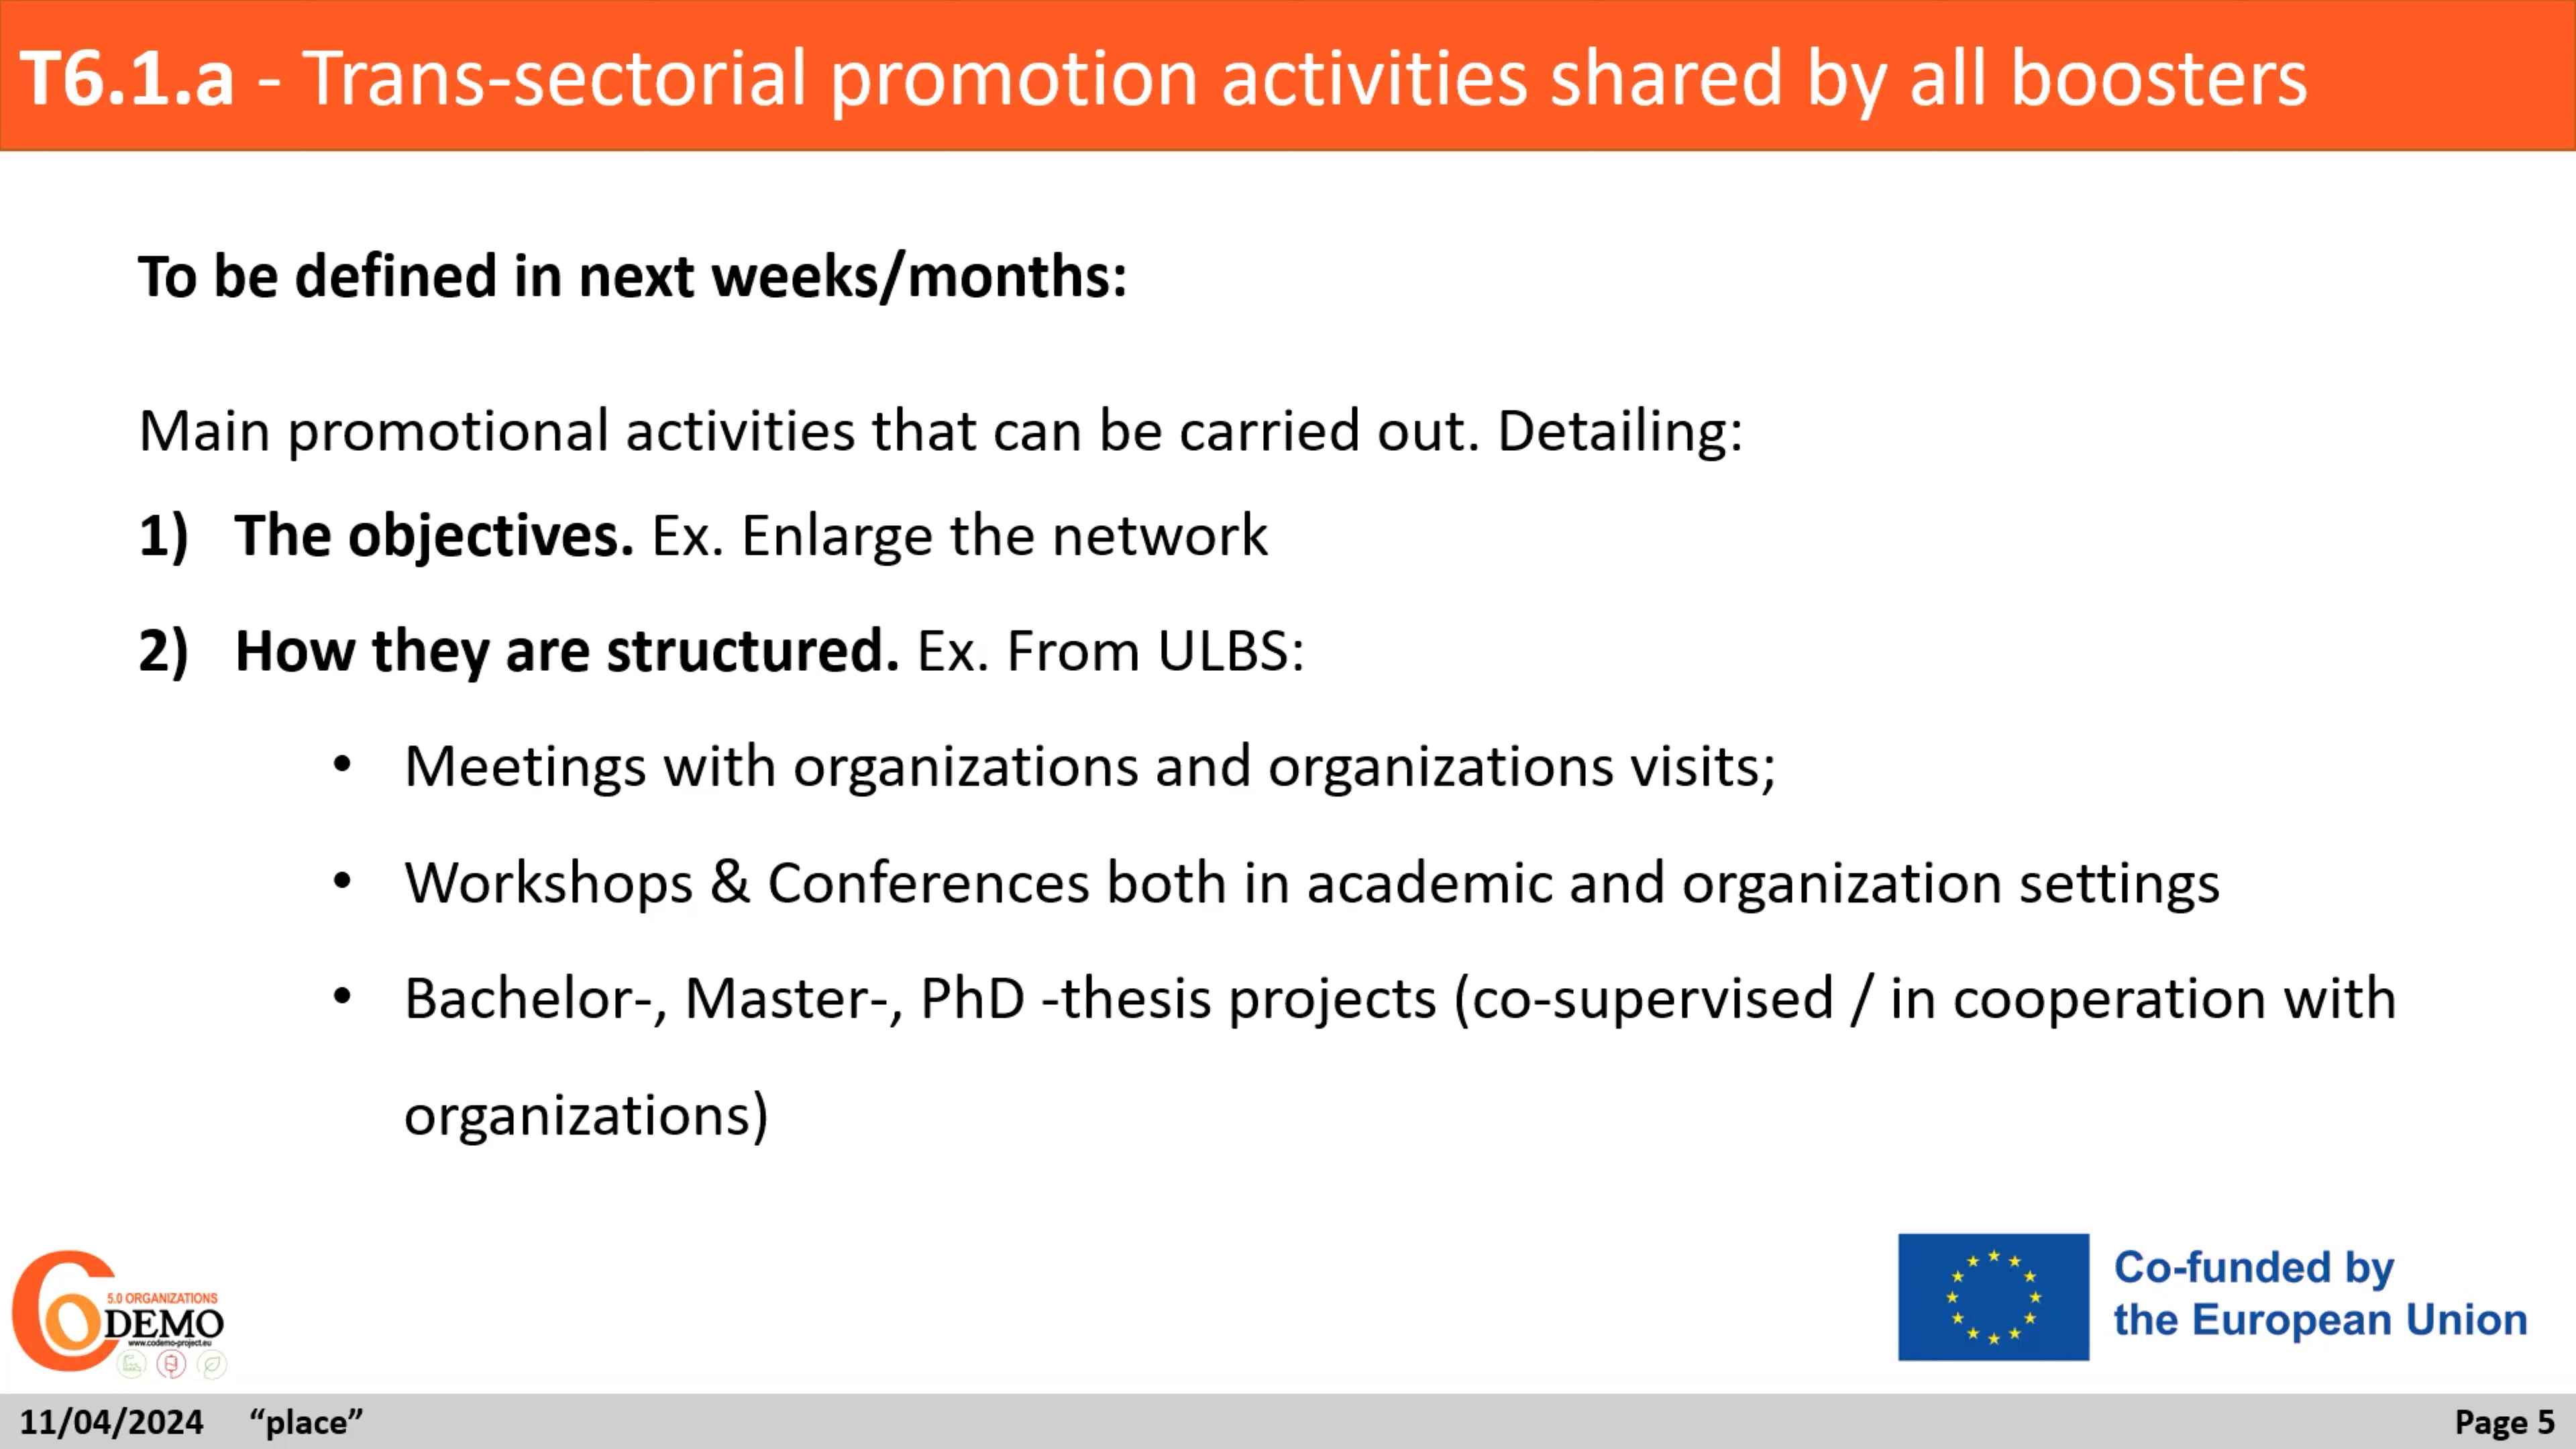 T6.1.a - Trans-sectorial promotion activities shared by all boosters
To be defined in next weeks/months:
Main promotional activities that can be carried out. Detailing:
1) The objectives. Ex. Enlarge the network
2) How they are structured. Ex. From ULBS:
• Meetings with organizations and organizations visits;
• Workshops & Conferences both in academic and organization settings
• Bachelor-, Master-, PhD -thesis projects (co-supervised / in cooperation with
organizations)
5.0 ORGANIZATIONS
CODEMO
www.codemo-project.eu
Co-funded by
the European Union
11/04/2024 “place”
Page 5